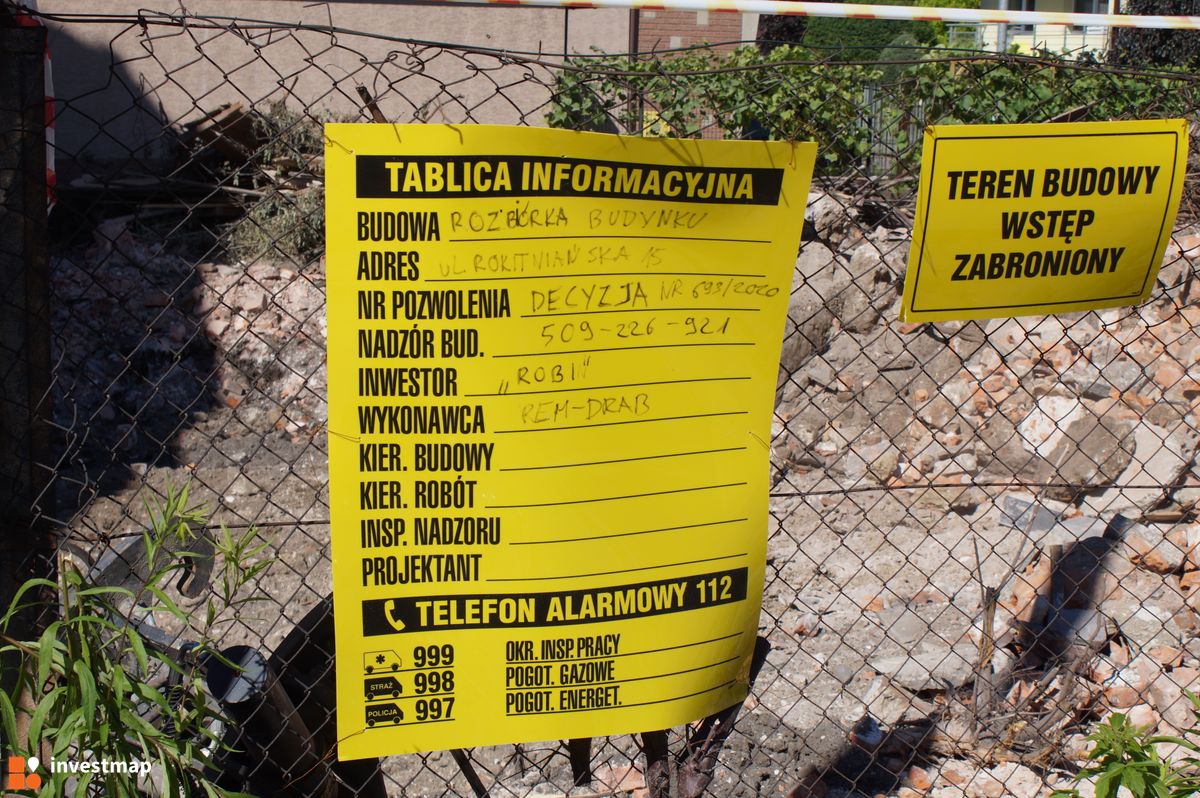 TABLICA INFORMACYJNA
BUDOWA ROZBIÓRKA BUDYNKU
ADRES UL ROKITNIAŃSKA 15
NR POZWOLENIA DECYZJA NR 693/2020
NADZÓR BUD. 509-226-921
INWESTOR „ROBI"
WYKONAWCA REM-DRAB
KIER. BUDOWY
KIER. ROBÓT
INSP. NADZORU
PROJEKTANT
TELEFON ALARMOWY 112
999
STRAŻ 998
POLICJA 997
OKR. INSP. PRACY
POGOT. GAZOWE
POGOT. ENERGET.
TEREN BUDOWY
WSTĘP
ZABRONIONY
investmap